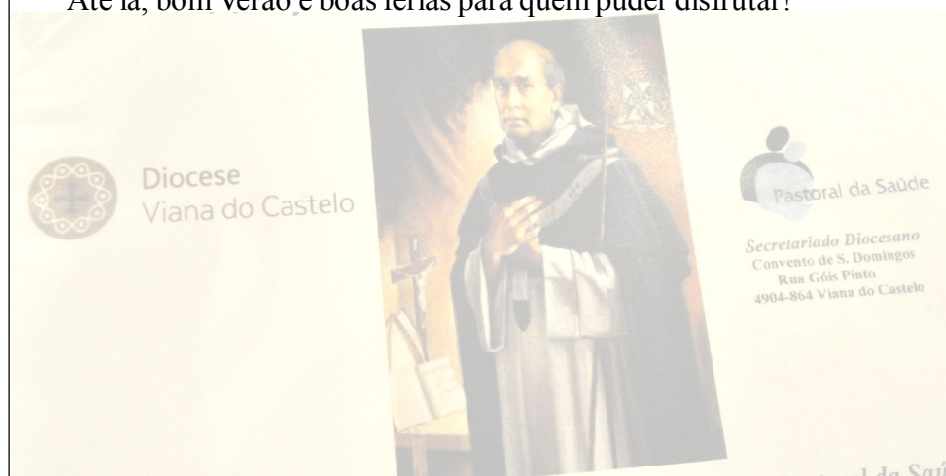 Até lá, bom Verão e boas férias para quem puder disfrutar!
Diocese
Viana do Castelo
Pastoral da Saúde
Secretariado Diocesano
Convento de S. Domingos
Rua Góis Pinto
4904-864 Viana do Castelo